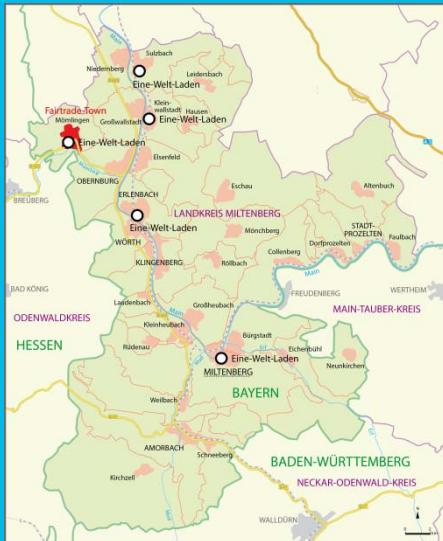 Main
Sulzbach
Niedernberg
Eine-Welt-Laden
Leidersbach
Klein-
wallstadt
Hausen
Fairtrade-Town
Mömlingen
Großwallstadt
Eine-Welt-Laden
Eine-Welt-Laden
Elsenfeld
OBERNBURG
BREUBERG
ERLENBACH
Eschau
Altenbuch
LANDKREIS MILTENBERG
Eine-Welt-Laden
Mönchberg
STADT-
PROZELTEN
Faulbach
WÖRTH
Dorfprozelten
Collenberg
KLINGENBERG
Röllbach
Main
BAD KÖNIG
Laudenbach
Main
Großheubach
FREUDENBERG
WERTHEIM
ODENWALDKREIS
Kleinheubach
MAIN-TAUBER-KREIS
HESSEN
Rüdenau
Bürgstadt
Eichenbühl
Eine-Welt-Laden
MILTENBERG
Neunkirchen
BAYERN
Weilbach
AMORBACH
Schneeberg
BADEN-WÜRTTEMBERG
Kirchzell
NECKAR-ODENWALD-KREIS
WALLDÜRN